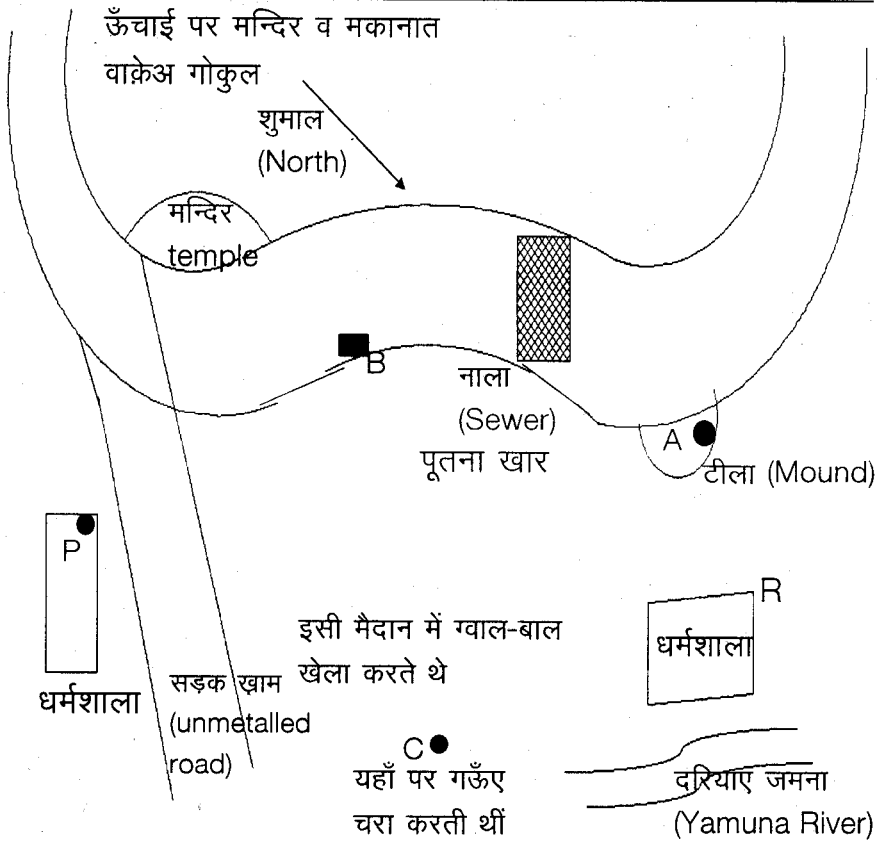 ऊँचाई पर मन्दिर व मकानात
वाक़ेअ गोकुल
शुमाल
(North)
मन्दिर
temple
B
नाला
(Sewer)
पूतना खार
A
टीला (Mound)
P
धर्मशाला
सड़क ख़ाम
(unmetalled
road)
इसी मैदान में ग्वाल-बाल
खेला करते थे
R
धर्मशाला
C
यहाँ पर गऊँए
चरा करती थीं
दरियाए जमना
(Yamuna River)